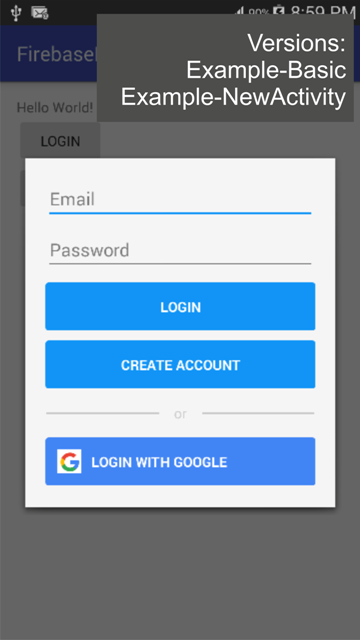 90% 8:59 PM
Versions:
Example-Basic
Example-NewActivity
Firebase
Hello World!
LOGIN
Email
Password
LOGIN
CREATE ACCOUNT
or
LOGIN WITH GOOGLE